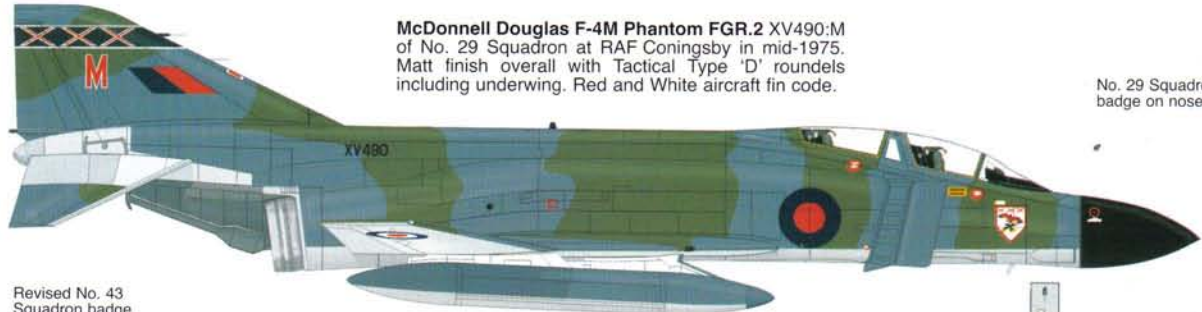 McDonnell Douglas F-4M Phantom FGR.2 XV490:M
of No. 29 Squadron at RAF Coningsby in mid-1975.
Matt finish overall with Tactical Type ‘D’ roundels
including underwing. Red and White aircraft fin code.
No. 29 Squadro
badge on nose
XXX
M
XV490
Revised No. 43
Squadron badge